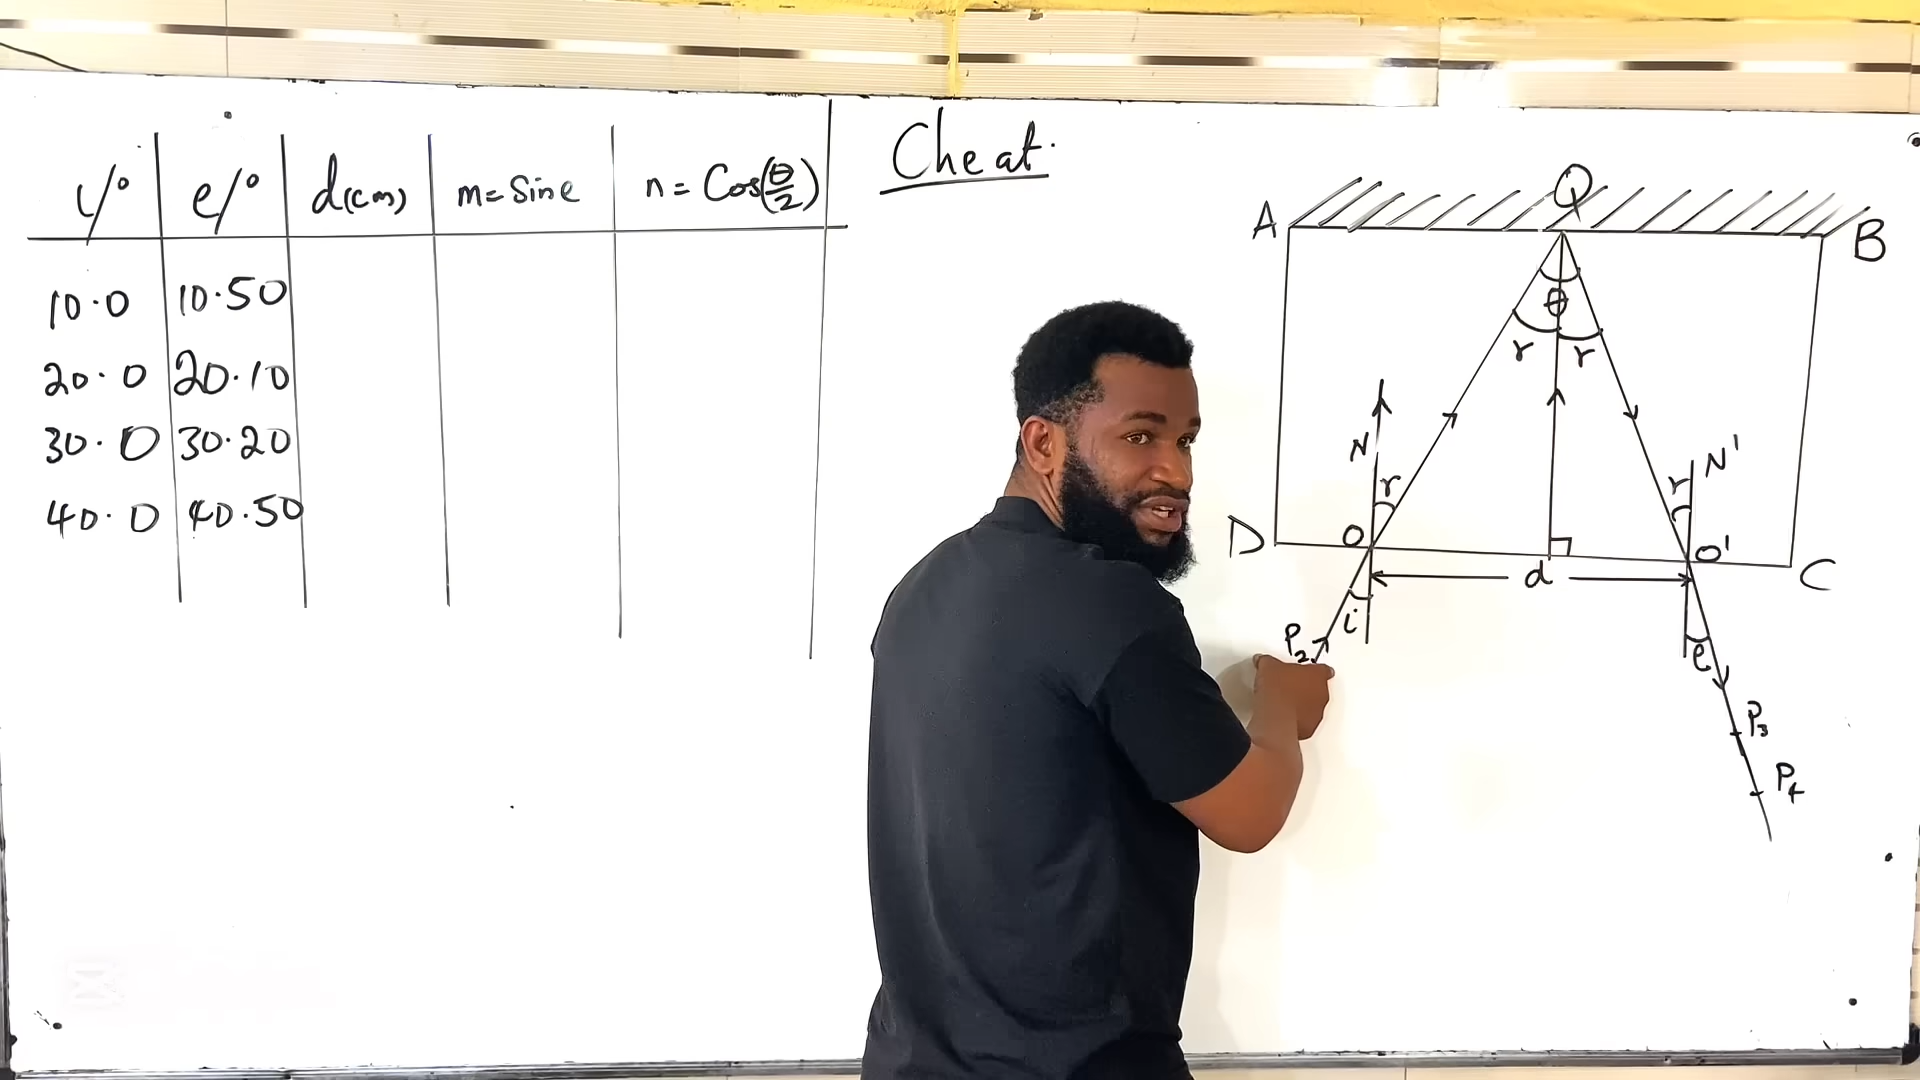 i/° e/° d(cm) m=Sine n=Cos(θ/2)
10.0 10.50
20.0 20.10
30.0 30.20
40.0 40.50
Cheat.
Q
A B
θ
r r
N N'
r r
D O O' C
d
i
P2 e
P3
P4